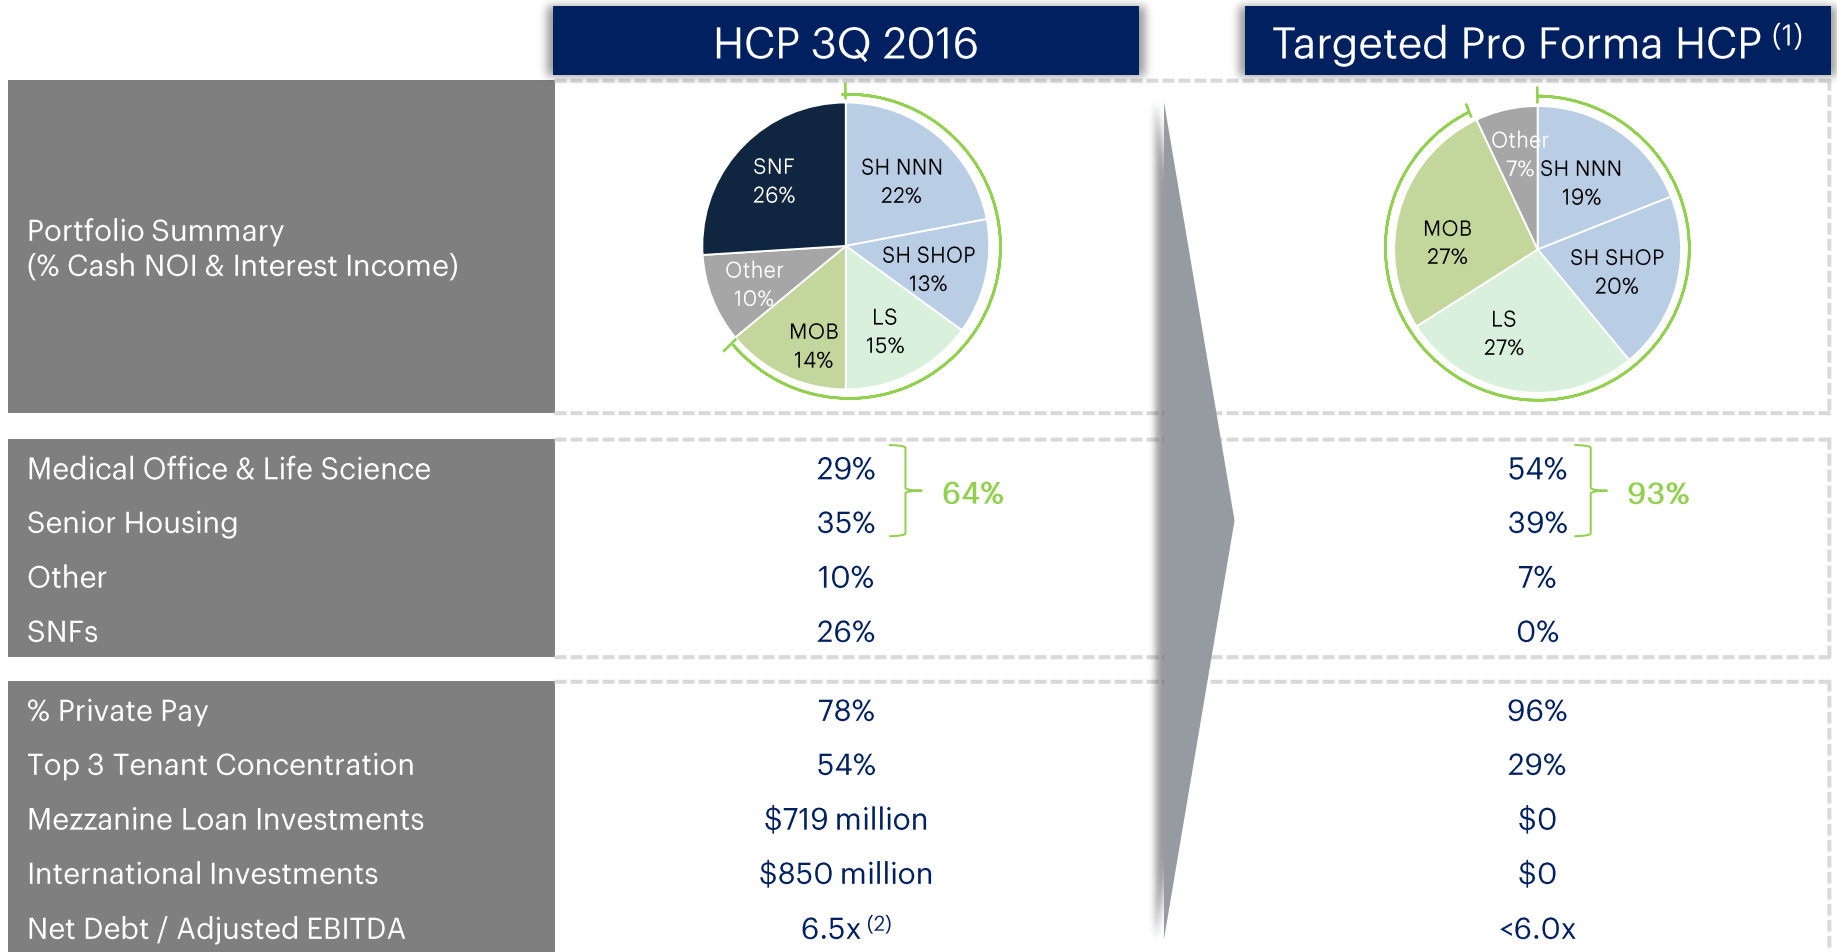 HCP 3Q 2016
Targeted Pro Forma HCP (1)
Portfolio Summary
(% Cash NOI & Interest Income)
SNF
26%
SH NNN
22%
SH SHOP
13%
LS
15%
MOB
14%
Other
10%
Other
7%
SH NNN
19%
SH SHOP
20%
LS
27%
MOB
27%
Medical Office & Life Science
29%
54%
64%
93%
Senior Housing
35%
39%
Other
10%
7%
SNFs
26%
0%
% Private Pay
78%
96%
Top 3 Tenant Concentration
54%
29%
Mezzanine Loan Investments
$719 million
$0
International Investments
$850 million
$0
Net Debt / Adjusted EBITDA
6.5x (2)
<6.0x